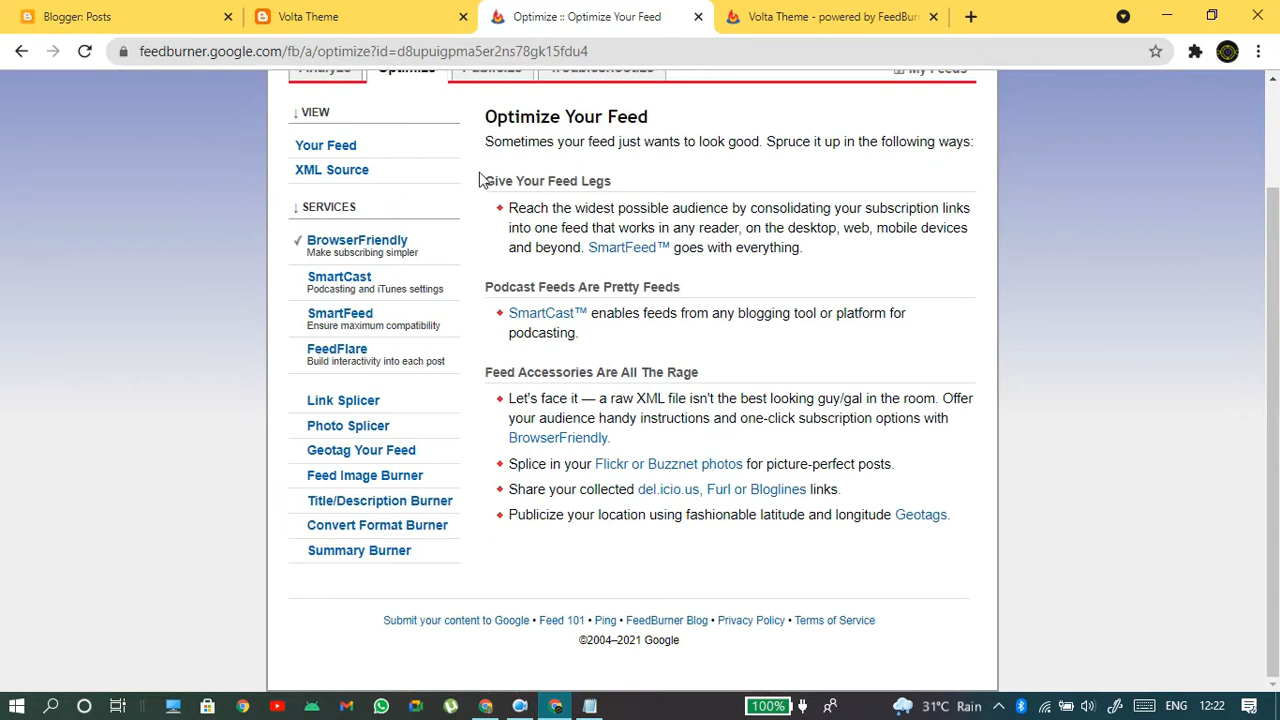 Blogger: Posts
Volta Theme
Optimize :: Optimize Your Feed
Volta Theme - powered by FeedBurn
feedburner.google.com/fb/a/optimize?id=d8upuigpma5er2ns78gk15fdu4
Analyze
Optimize
Publicize
Troubleshootize
My Feeds
↓ VIEW
Your Feed
XML Source
↓ SERVICES
BrowserFriendly
Make subscribing simpler
SmartCast
Podcasting and iTunes settings
SmartFeed
Ensure maximum compatibility
FeedFlare
Build interactivity into each post
Link Splicer
Photo Splicer
Geotag Your Feed
Feed Image Burner
Title/Description Burner
Convert Format Burner
Summary Burner
Optimize Your Feed
Sometimes your feed just wants to look good. Spruce it up in the following ways:
Give Your Feed Legs
Reach the widest possible audience by consolidating your subscription links
into one feed that works in any reader, on the desktop, web, mobile devices
and beyond. SmartFeed™ goes with everything.
Podcast Feeds Are Pretty Feeds
SmartCast™ enables feeds from any blogging tool or platform for
podcasting.
Feed Accessories Are All The Rage
Let's face it — a raw XML file isn't the best looking guy/gal in the room. Offer
your audience handy instructions and one-click subscription options with
BrowserFriendly.
Splice in your Flickr or Buzznet photos for picture-perfect posts.
Share your collected del.icio.us, Furl or Bloglines links.
Publicize your location using fashionable latitude and longitude Geotags.
Submit your content to Google • Feed 101 • Ping • FeedBurner Blog • Privacy Policy • Terms of Service
©2004–2021 Google
100%
31°C Rain
ENG
12:22